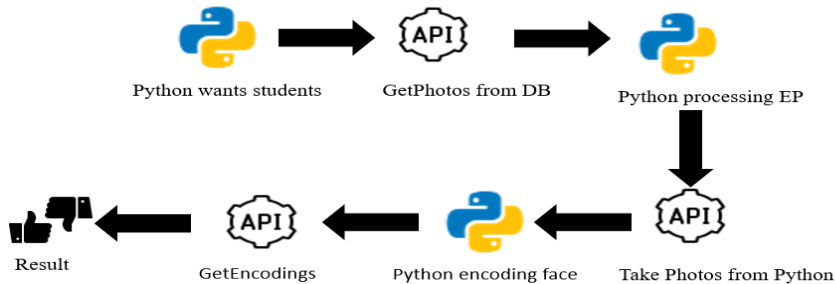 API
Python wants students
GetPhotos from DB
Python processing EP
API
API
Result
GetEncodings
Python encoding face
Take Photos from Python